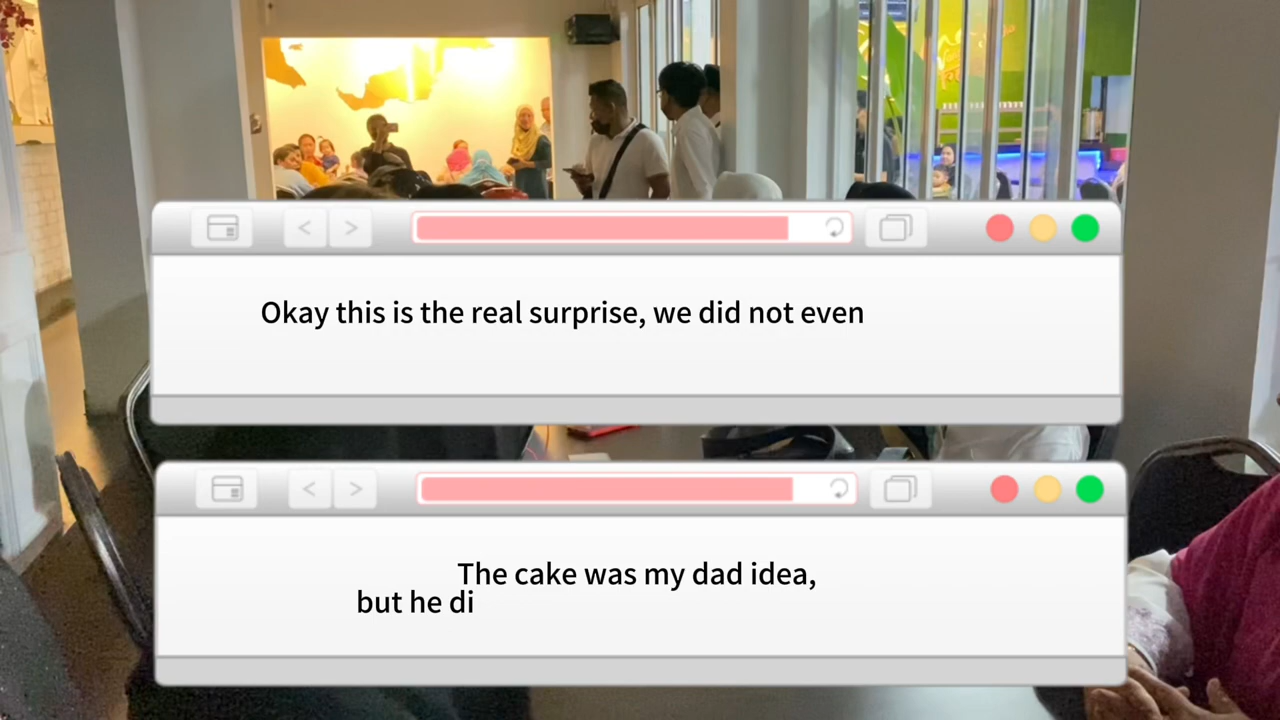 Okay this is the real surprise, we did not even
The cake was my dad idea,
but he di